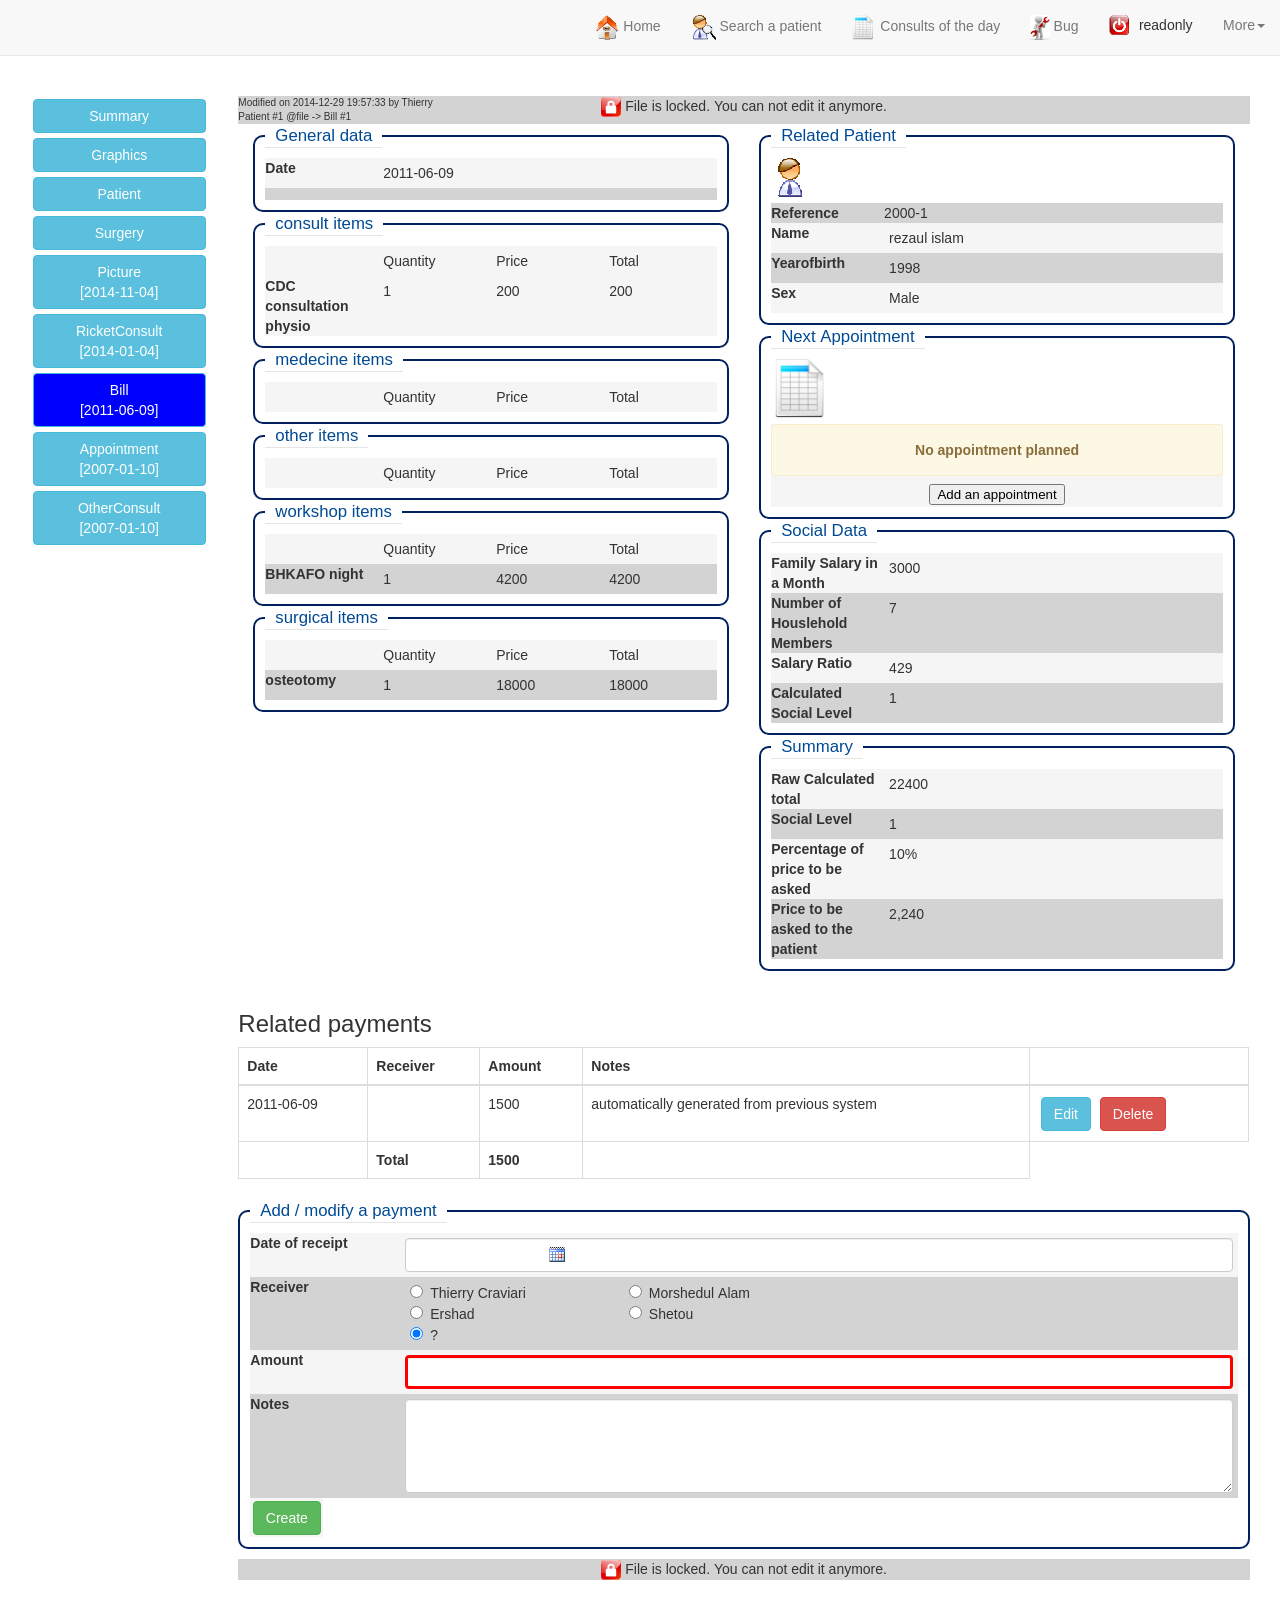 Home Search a patient Consults of the day Bug readonly More
Summary
Graphics
Patient
Surgery
Picture
[2014-11-04]
RicketConsult
[2014-01-04]
Bill
[2011-06-09]
Appointment
[2007-01-10]
OtherConsult
[2007-01-10]
Modified on 2014-12-29 19:57:33 by Thierry
Patient #1 @file -> Bill #1
File is locked. You can not edit it anymore.
General data
Date 2011-06-09
consult items
Quantity Price Total
CDC consultation physio 1 200 200
medecine items
Quantity Price Total
other items
Quantity Price Total
workshop items
Quantity Price Total
BHKAFO night 1 4200 4200
surgical items
Quantity Price Total
osteotomy 1 18000 18000
Related Patient
Reference 2000-1
Name rezaul islam
Yearofbirth 1998
Sex Male
Next Appointment
No appointment planned
Add an appointment
Social Data
Family Salary in a Month 3000
Number of Houslehold Members 7
Salary Ratio 429
Calculated Social Level 1
Summary
Raw Calculated total 22400
Social Level 1
Percentage of price to be asked 10%
Price to be asked to the patient 2,240
Related payments
Date Receiver Amount Notes
2011-06-09 1500 automatically generated from previous system Edit Delete
Total 1500
Add / modify a payment
Date of receipt
Receiver Thierry Craviari Morshedul Alam
Ershad Shetou
?
Amount
Notes
Create
File is locked. You can not edit it anymore.